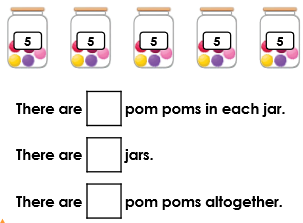 5 5 5 5 5
There are pom poms in each jar.
There are jars.
There are pom poms altogether.